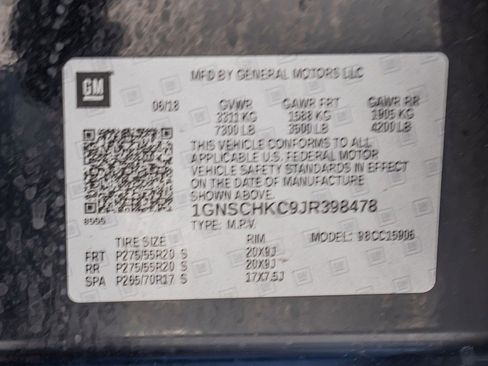 GM
MFD BY GENERAL MOTORS LLC
06/18 GVWR GAWR FRT GAWR RR
3311 KG 1588 KG 1905 KG
7300 LB 3500 LB 4200 LB
THIS VEHICLE CONFORMS TO ALL
APPLICABLE U.S. FEDERAL MOTOR
VEHICLE SAFETY STANDARDS IN EFFECT
ON THE DATE OF MANUFACTURE
SHOWN ABOVE.
1GNSCHKC9JR398478
TYPE: M.P.V. MODEL:
TIRE SIZE RIM
FRT P275/55R20 S 20X9J
RR P275/55R20 S 20X9J
SPA P265/70R17 S 17X7.5J